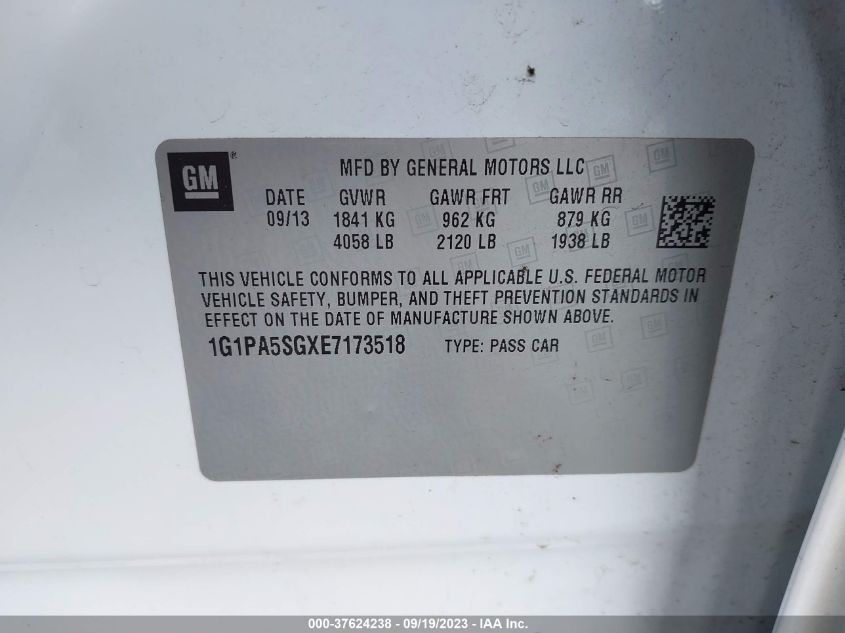 GM ® MFD BY GENERAL MOTORS LLC
DATE GVWR GAWR FRT GAWR RR
09/13 1841 KG 962 KG 879 KG
4058 LB 2120 LB 1938 LB
THIS VEHICLE CONFORMS TO ALL APPLICABLE U.S. FEDERAL MOTOR
VEHICLE SAFETY, BUMPER, AND THEFT PREVENTION STANDARDS IN
EFFECT ON THE DATE OF MANUFACTURE SHOWN ABOVE.
1G1PA5SGXE7173518 TYPE: PASS CAR
000-37624238 - 09/19/2023 - IAA Inc.